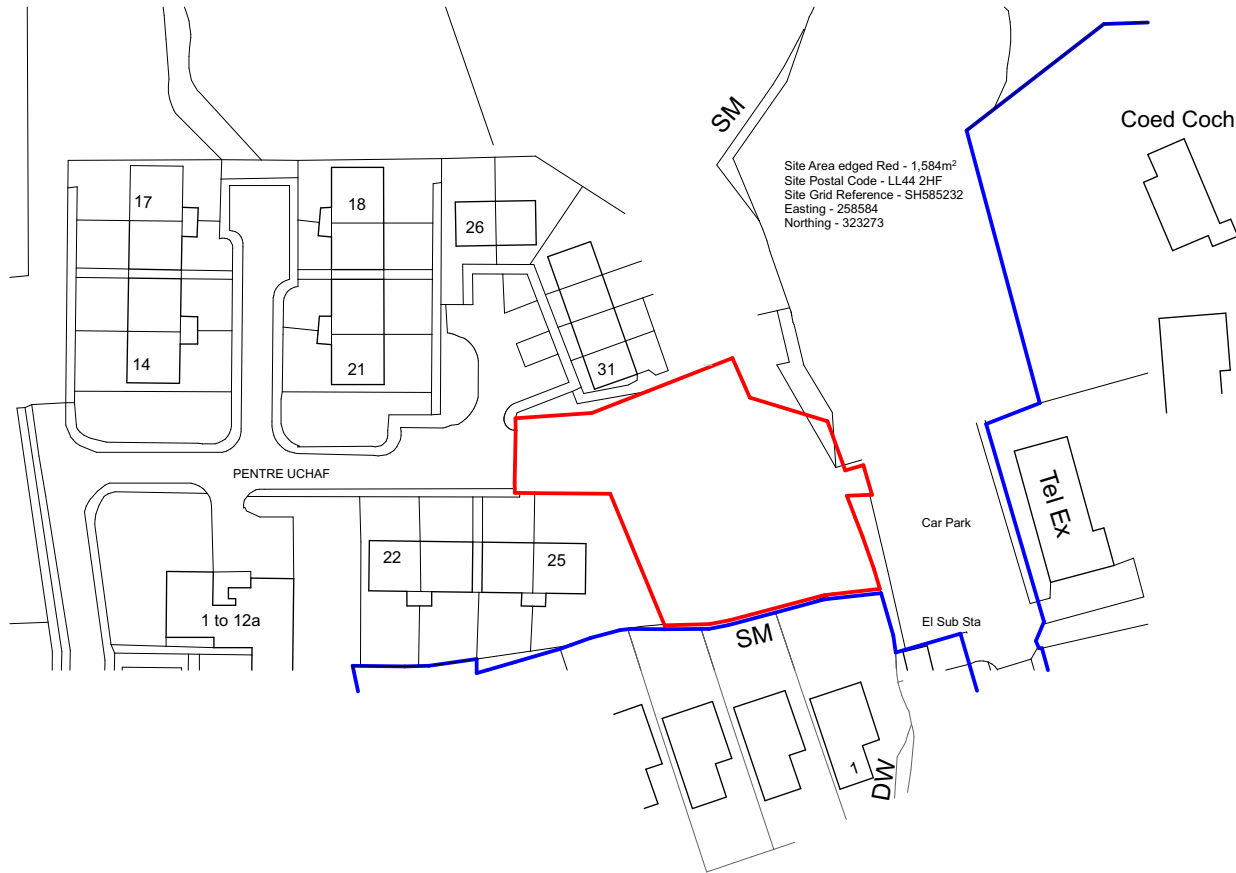 SM
Coed Coch
Site Area edged Red - 1,584m²
Site Postal Code - LL44 2HF
Site Grid Reference - SH585232
Easting - 258584
Northing - 323273
17
18
26
14
21
31
PENTRE UCHAF
Tel Ex
Car Park
22
25
1 to 12a
El Sub Sta
SM
1
DW